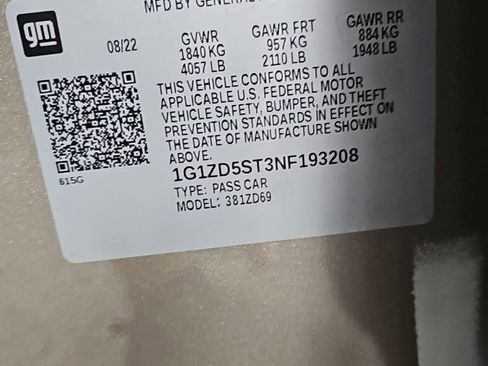 MFD BY GENERAL
gm
08/22
GVWR GAWR FRT GAWR RR
1840 KG 957 KG 884 KG
4057 LB 2110 LB 1948 LB
THIS VEHICLE CONFORMS TO ALL
APPLICABLE U.S. FEDERAL MOTOR
VEHICLE SAFETY, BUMPER, AND THEFT
PREVENTION STANDARDS IN EFFECT ON
THE DATE OF MANUFACTURE SHOWN
ABOVE.
615G
1G1ZD5ST3NF193208
TYPE: PASS CAR
MODEL: 381ZD69